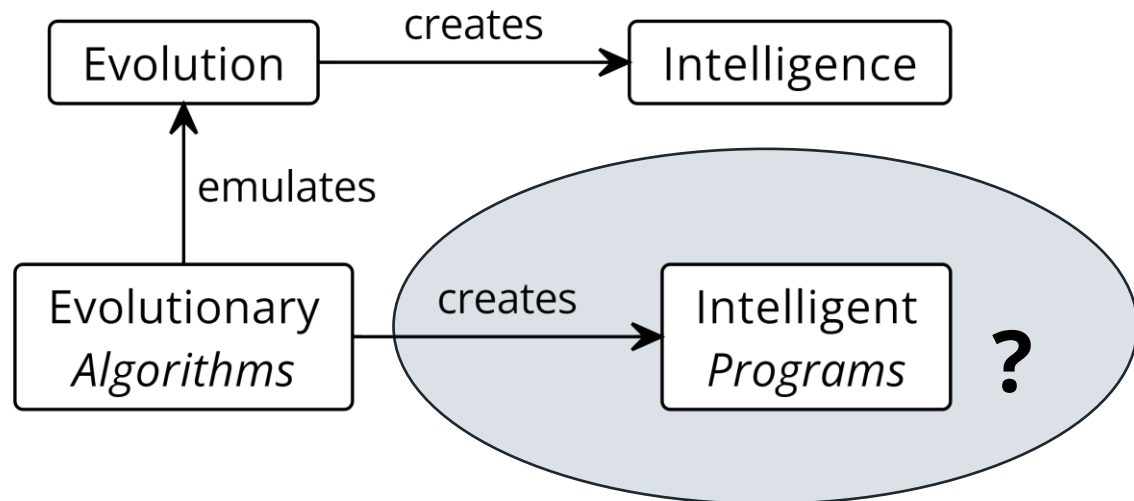 creates
Evolution
Intelligence
emulates
Evolutionary
Algorithms
creates
Intelligent
Programs
?